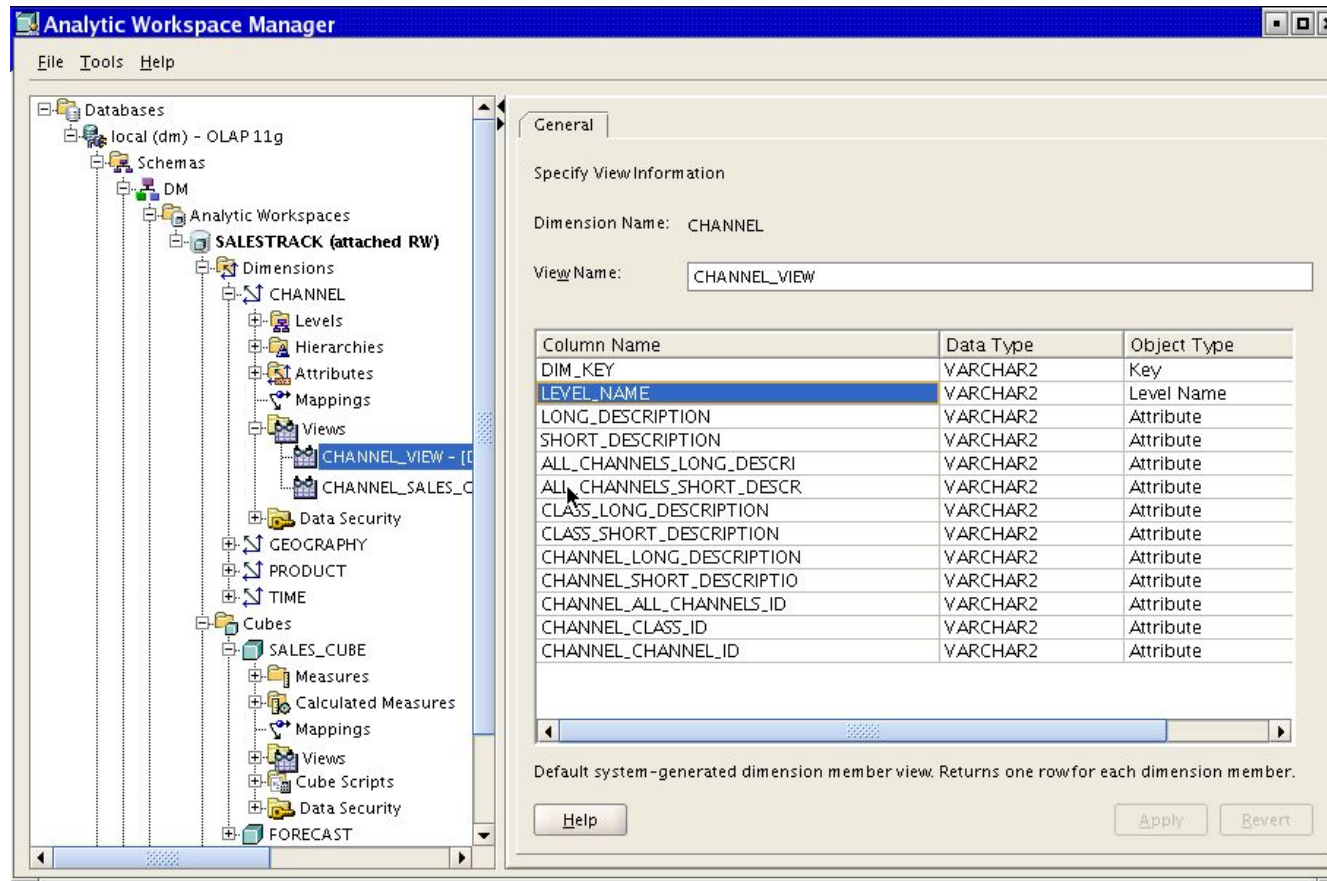 Analytic Workspace Manager
File Tools Help
Databases
local (dm) - OLAP 11g
Schemas
DM
Analytic Workspaces
SALESTRACK (attached RW)
Dimensions
CHANNEL
Levels
Hierarchies
Attributes
Mappings
Views
CHANNEL_VIEW - [D
CHANNEL_SALES_C
Data Security
GEOGRAPHY
PRODUCT
TIME
Cubes
SALES_CUBE
Measures
Calculated Measures
Mappings
Views
Cube Scripts
Data Security
FORECAST
General
Specify View Information
Dimension Name: CHANNEL
View Name: CHANNEL_VIEW
Column Name Data Type Object Type
DIM_KEY VARCHAR2 Key
LEVEL_NAME VARCHAR2 Level Name
LONG_DESCRIPTION VARCHAR2 Attribute
SHORT_DESCRIPTION VARCHAR2 Attribute
ALL_CHANNELS_LONG_DESCRI VARCHAR2 Attribute
ALL_CHANNELS_SHORT_DESCR VARCHAR2 Attribute
CLASS_LONG_DESCRIPTION VARCHAR2 Attribute
CLASS_SHORT_DESCRIPTION VARCHAR2 Attribute
CHANNEL_LONG_DESCRIPTION VARCHAR2 Attribute
CHANNEL_SHORT_DESCRIPTIO VARCHAR2 Attribute
CHANNEL_ALL_CHANNELS_ID VARCHAR2 Attribute
CHANNEL_CLASS_ID VARCHAR2 Attribute
CHANNEL_CHANNEL_ID VARCHAR2 Attribute
Default system-generated dimension member view. Returns one row for each dimension member.
Help Apply Revert